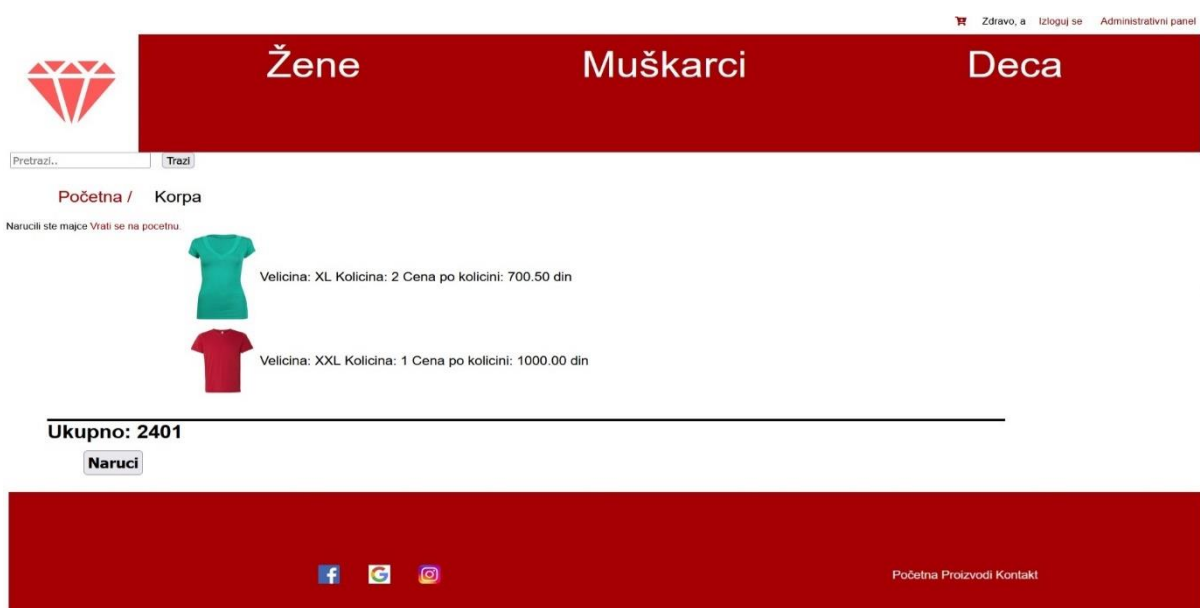 Zdravo, a Izloguj se Administrativni panel
Žene Muškarci Deca
Pretrazi.. Trazi
Početna / Korpa
Narucili ste majce Vrati se na pocetnu.
Velicina: XL Kolicina: 2 Cena po kolicini: 700.50 din
Velicina: XXL Kolicina: 1 Cena po kolicini: 1000.00 din
Ukupno: 2401
Naruci
Početna Proizvodi Kontakt